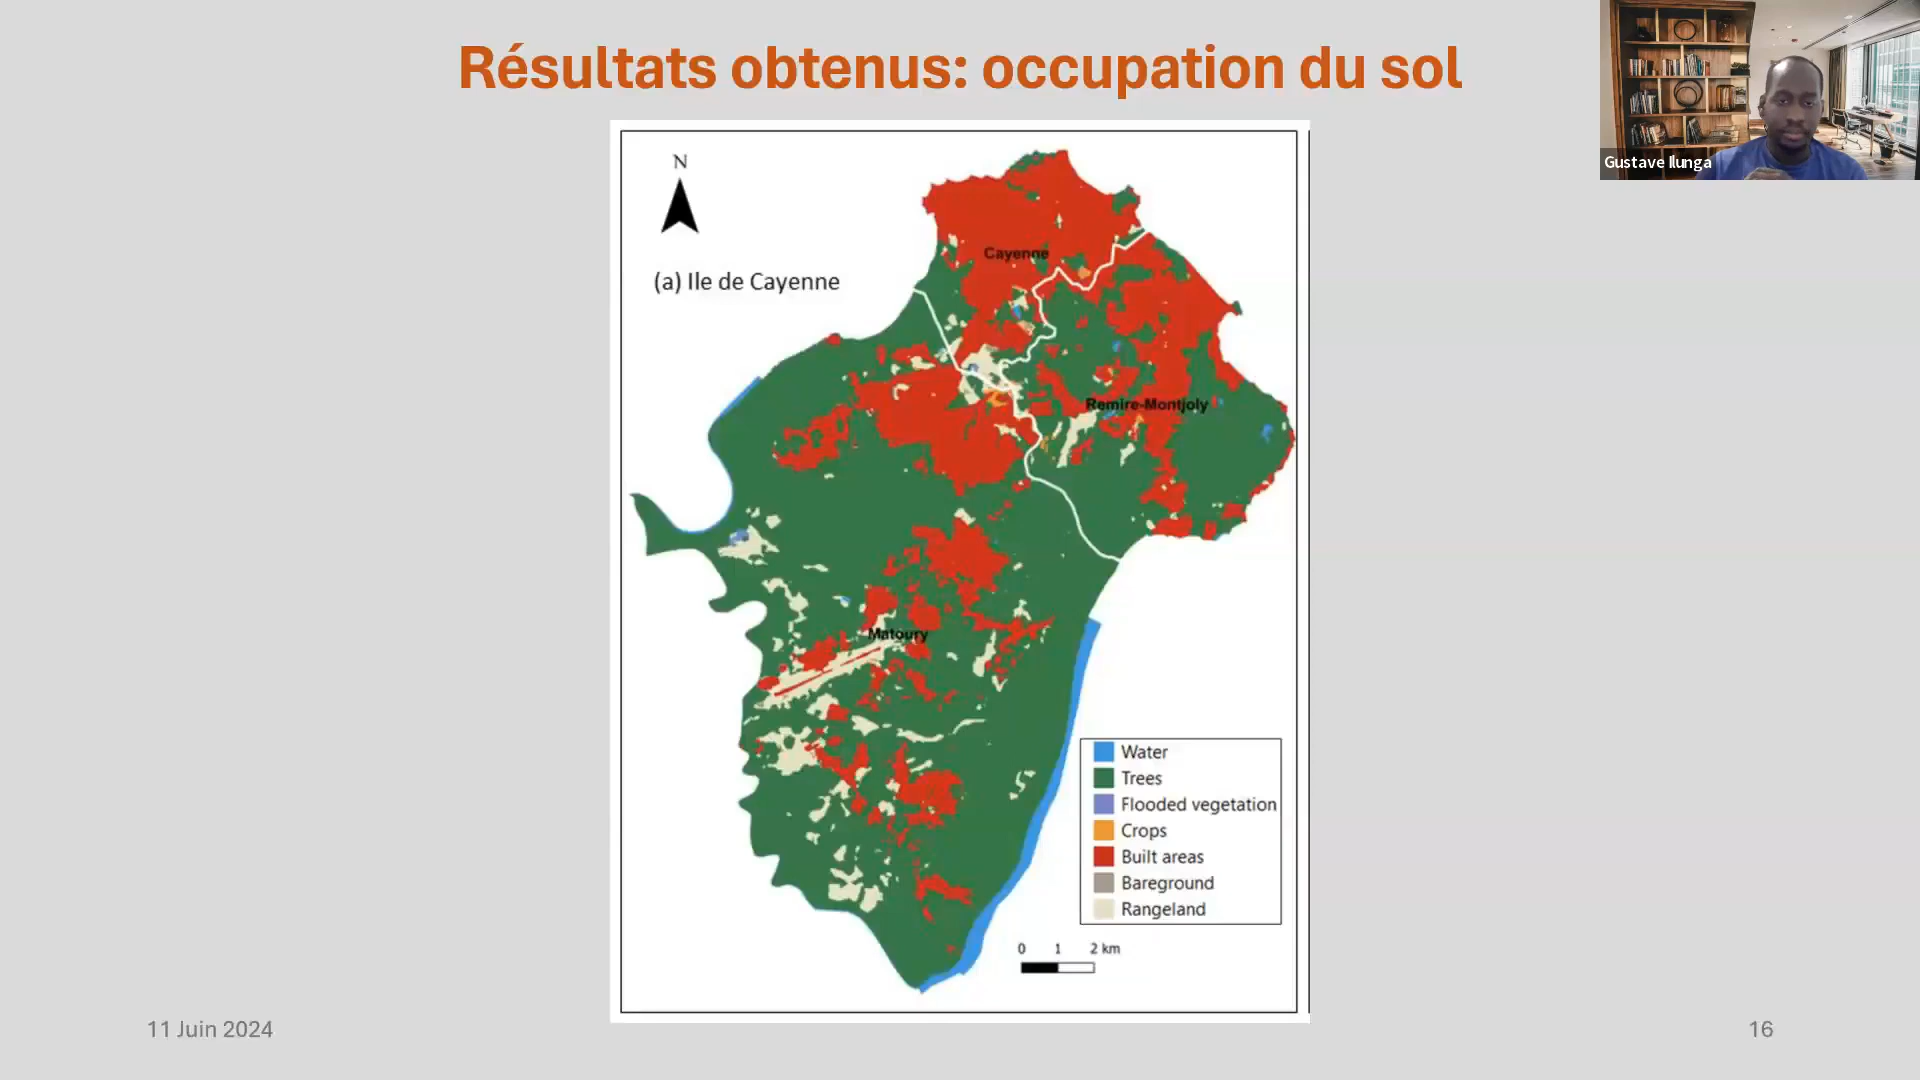 Résultats obtenus: occupation du sol
Gustave Ilunga
N
(a) Ile de Cayenne
Cayenne
Remire-Montjoly
Matoury
Water
Trees
Flooded vegetation
Crops
Built areas
Bareground
Rangeland
0 1 2 km
11 Juin 2024
16